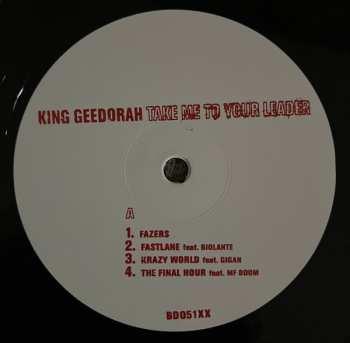 KING GEEDORAH TAKE ME TO YOUR LEADER
A
1. FAZERS
2. FASTLANE feat. BIOLANTE
3. KRAZY WORLD feat. GIGAN
4. THE FINAL HOUR feat. MF DOOM
BD051XX